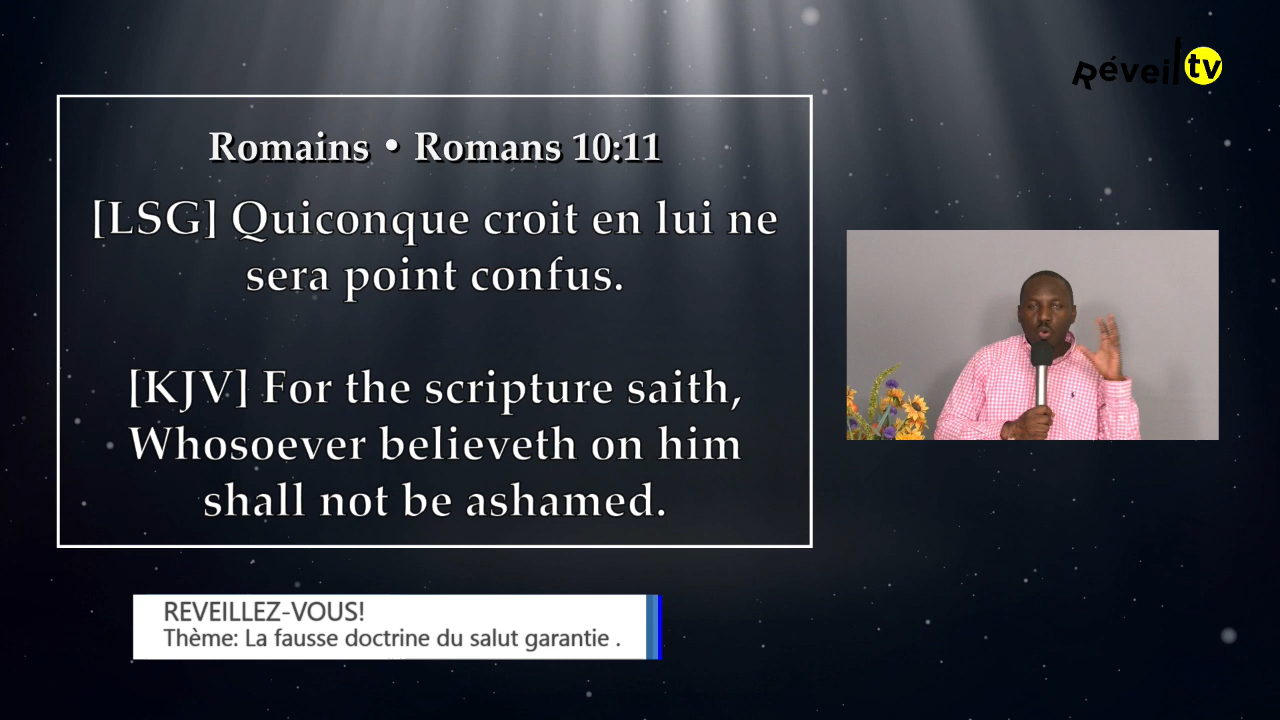 Réveil tv
Romains • Romans 10:11
[LSG] Quiconque croit en lui ne
sera point confus.
[KJV] For the scripture saith,
Whosoever believeth on him
shall not be ashamed.
REVEILLEZ-VOUS!
Thème: La fausse doctrine du salut garantie .